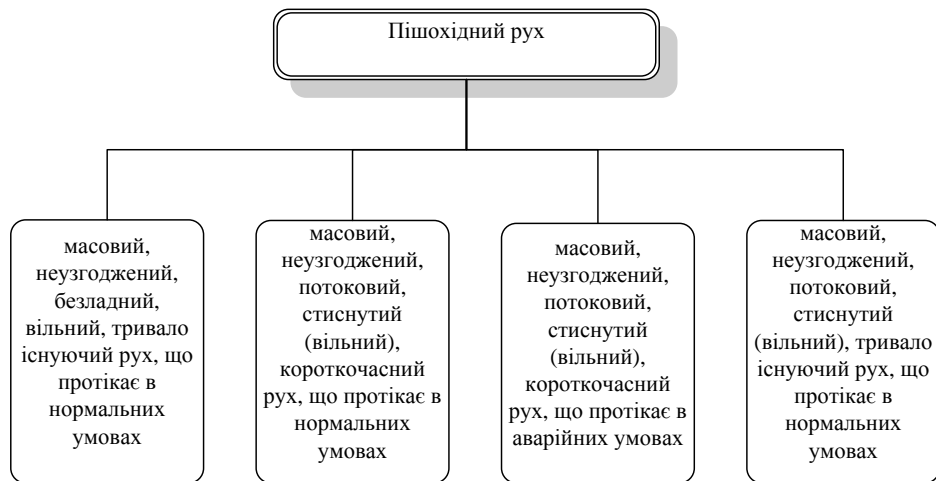 Пішохідний рух
масовий,
неузгоджений,
безладний,
вільний, тривало
існуючий рух, що
протікає в
нормальних
умовах
масовий,
неузгоджений,
потоковий,
стиснутий
(вільний),
короткочасний
рух, що протікає в
нормальних
умовах
масовий,
неузгоджений,
потоковий,
стиснутий
(вільний),
короткочасний
рух, що протікає в
аварійних умовах
масовий,
неузгоджений,
потоковий,
стиснутий
(вільний), тривало
існуючий рух, що
протікає в
нормальних
умовах